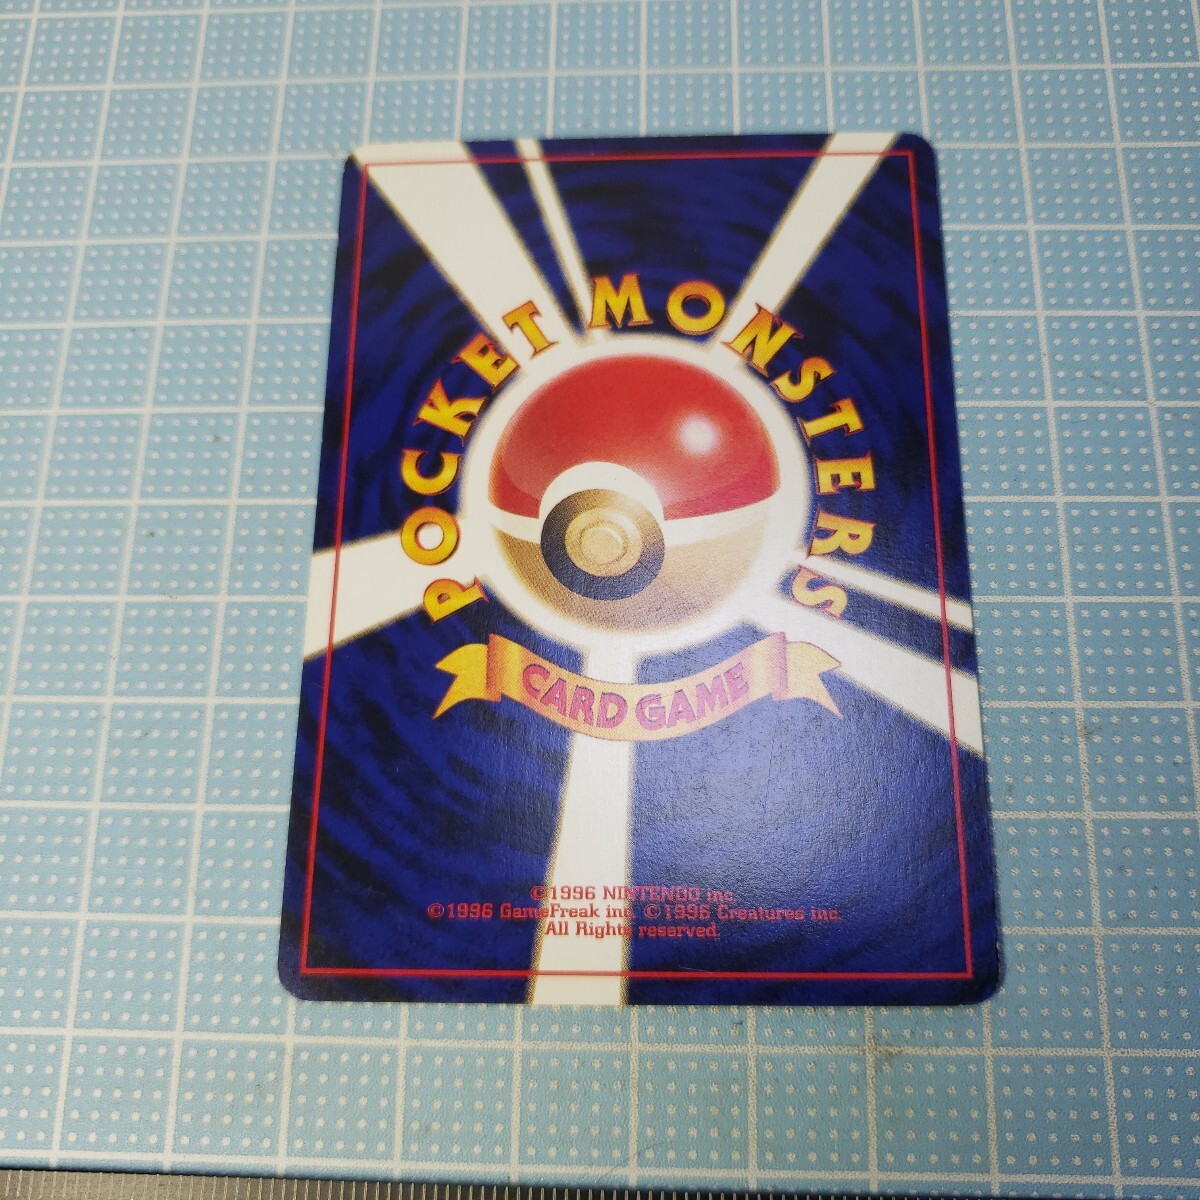 POCKET MONSTERS
CARD GAME
©1996 NINTENDO inc.
©1996 GameFreak inc. ©1996 Creatures inc.
All Rights reserved.